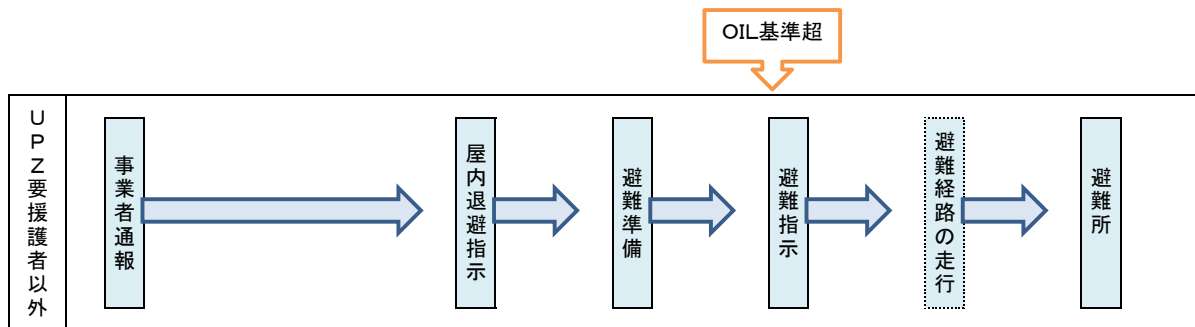 OIL基準超
UPZ要援護者以外
事業者通報
屋内退避指示
避難準備
避難指示
避難経路の走行
避難所